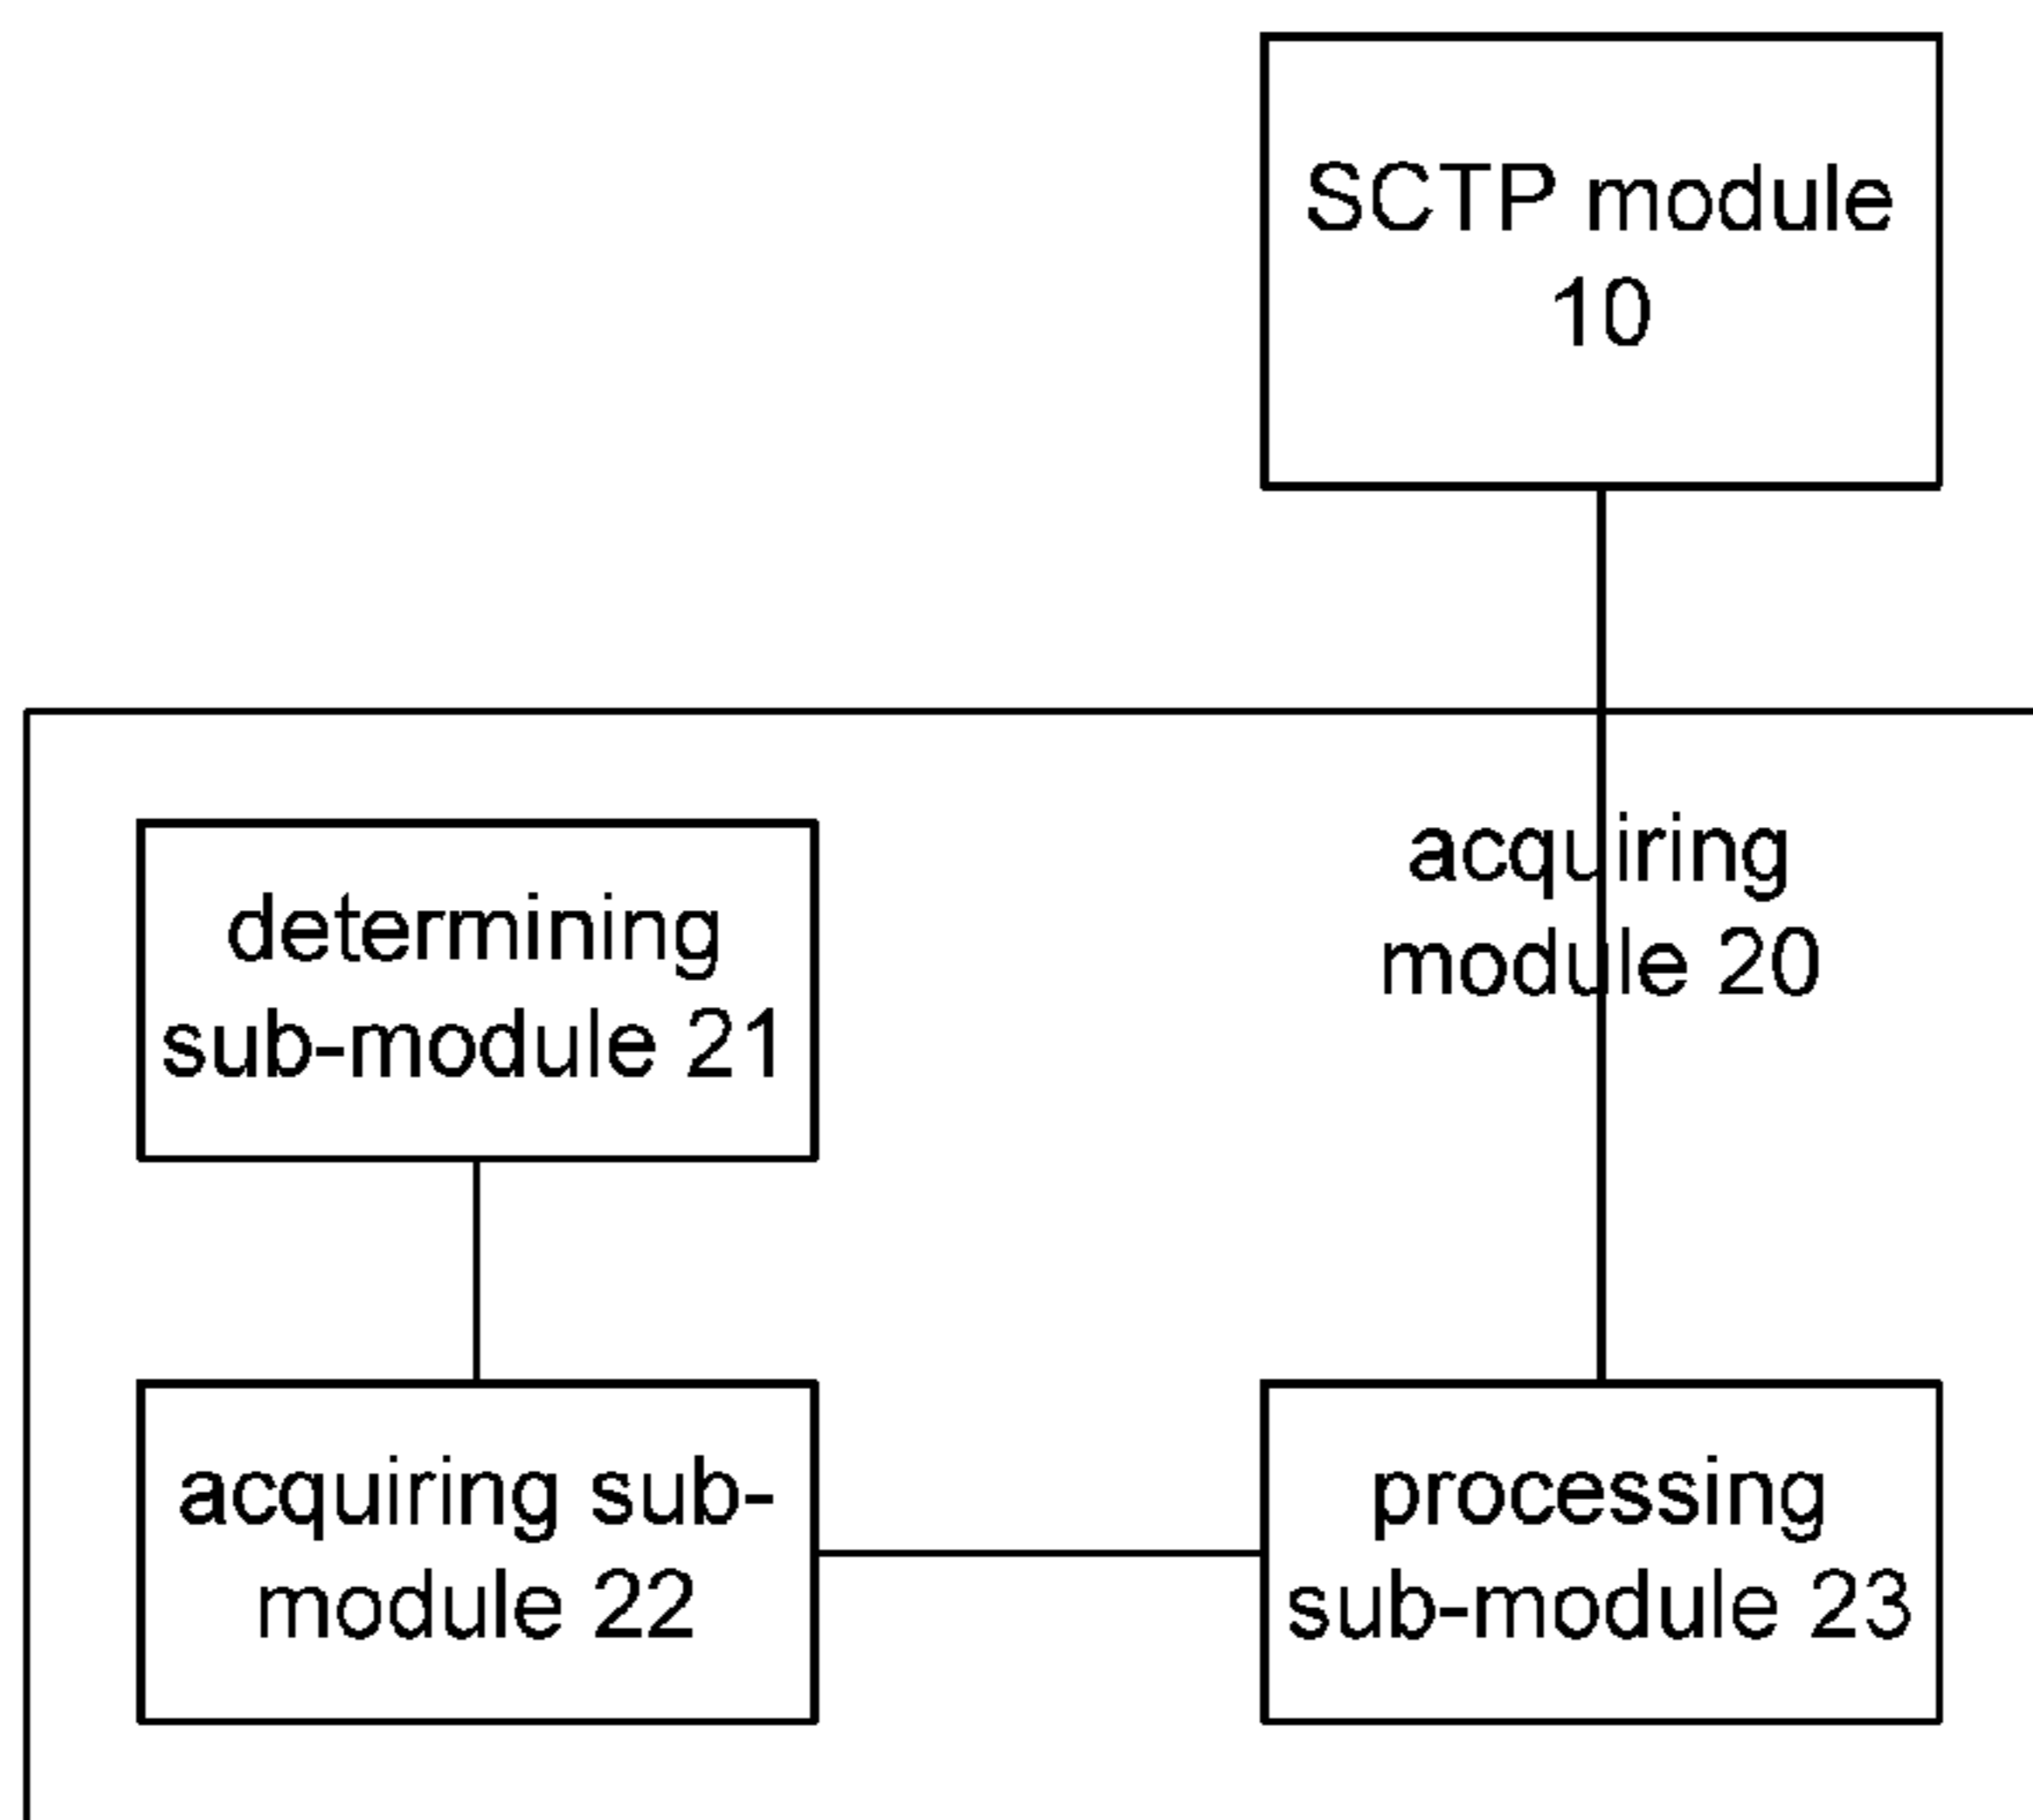 SCTP module
10
acquiring
module 20
determining
sub-module 21
acquiring sub-
module 22
processing
sub-module 23